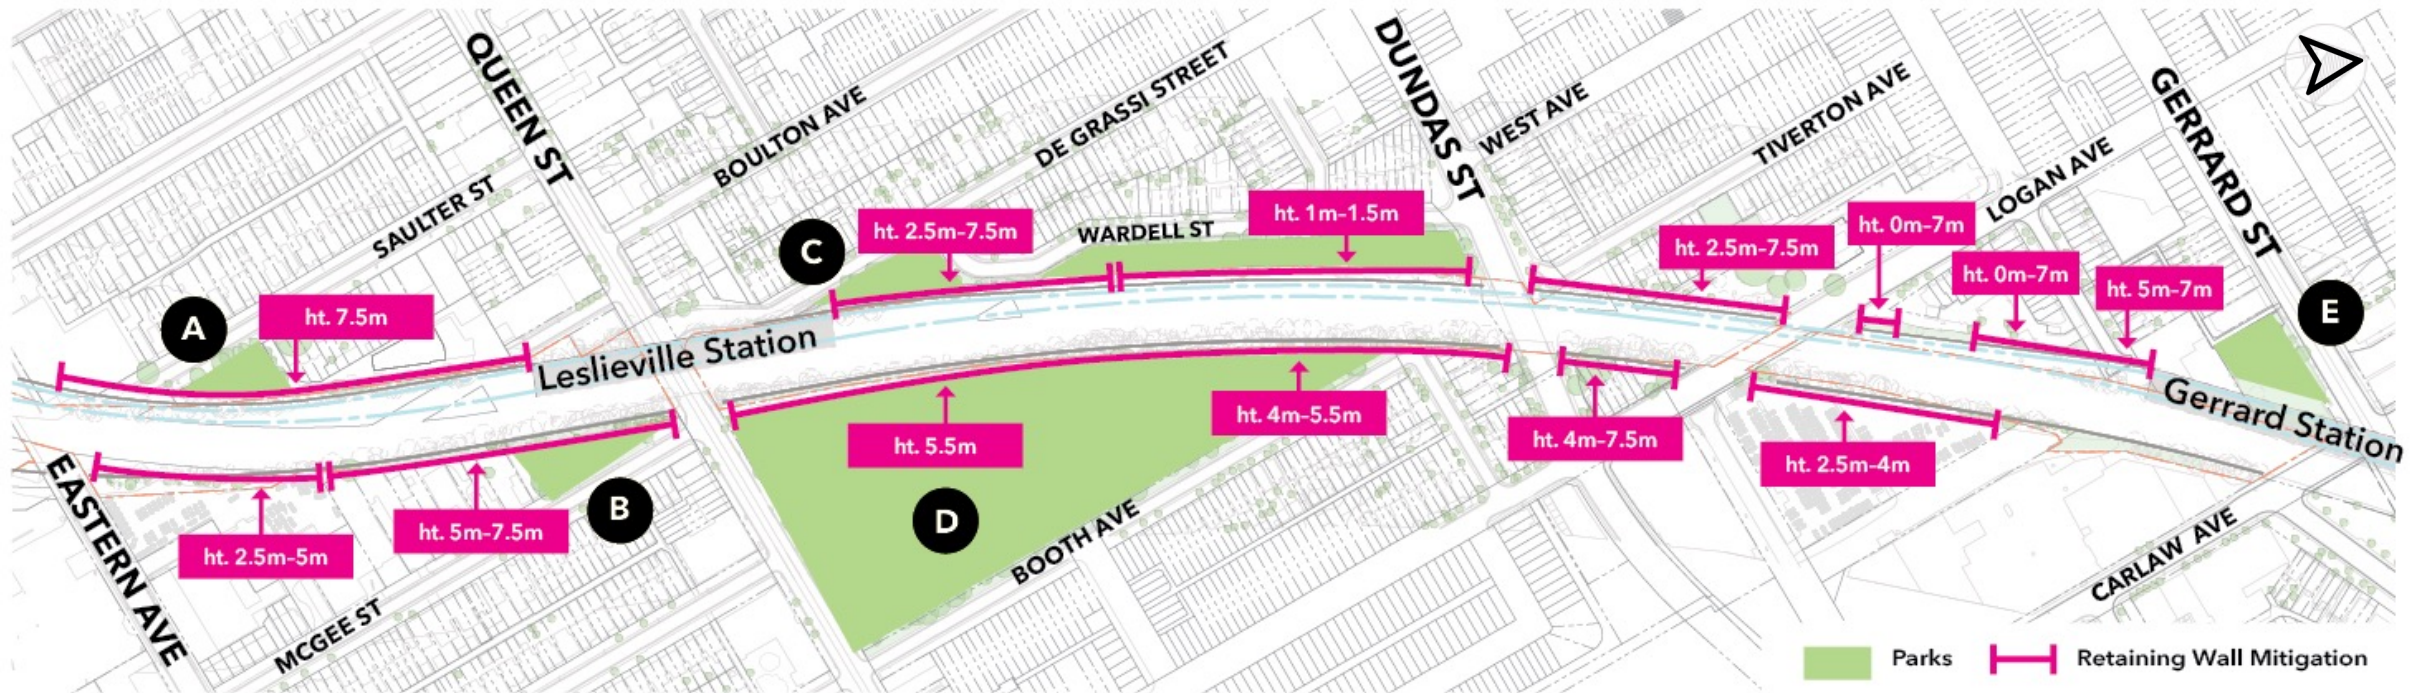 QUEEN ST
DUNDAS ST
GERRARD ST
BOULTON AVE
DE GRASSI STREET
WEST AVE
TIVERTON AVE
LOGAN AVE
SAULTER ST
WARDELL ST
A
ht. 7.5m
C
ht. 2.5m–7.5m
ht. 1m–1.5m
ht. 2.5m–7.5m
ht. 0m–7m
ht. 0m–7m
ht. 5m–7m
E
Leslieville Station
Gerrard Station
EASTERN AVE
ht. 2.5m–5m
ht. 5m–7.5m
B
ht. 5.5m
ht. 4m–5.5m
ht. 4m–7.5m
ht. 2.5m–4m
D
MCGEE ST
BOOTH AVE
CARLAW AVE
Parks
Retaining Wall Mitigation